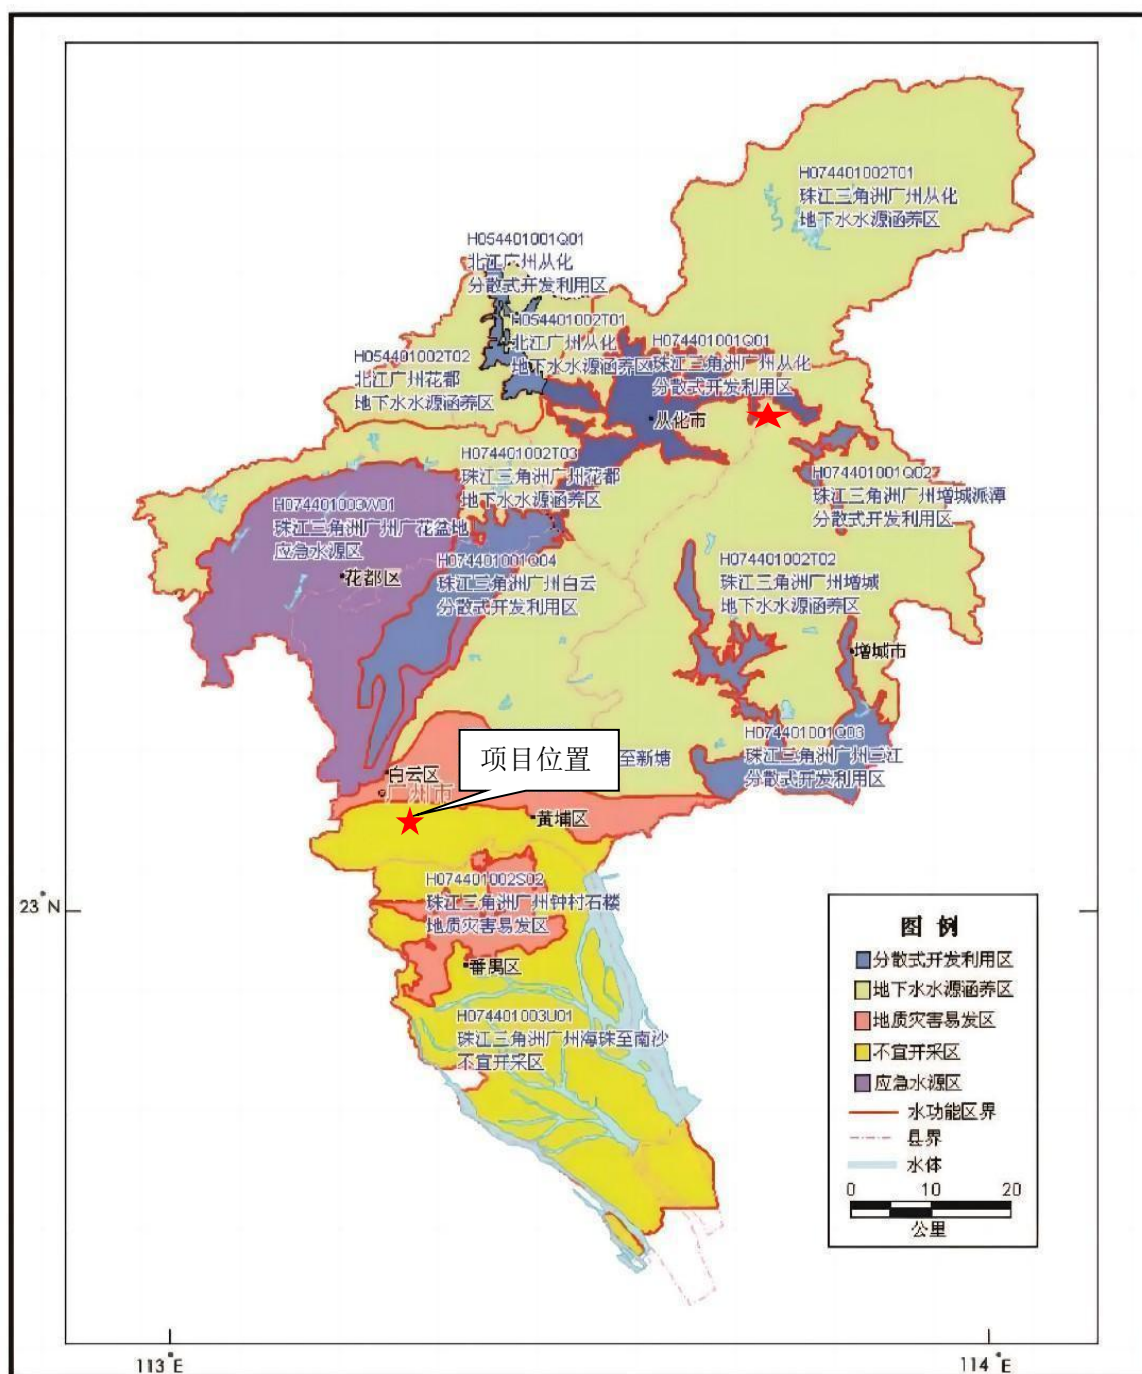 H074401002T01
珠江三角洲广州从化
地下水水源涵养区
H054401001Q01
北江广州从化
分散式开发利用区
H054401002T01
北江广州从化
地下水水源涵养区
H074401001Q01
珠江三角洲广州从化
分散式开发利用区
H054401002T02
北江广州花都
地下水水源涵养区
从化市
H074401002T03
珠江三角洲广州花都
地下水水源涵养区
H074401001Q02
珠江三角洲广州增城派潭
分散式开发利用区
H074401003W01
珠江三角洲广州广花盆地
应急水源区
花都区
H074401001Q04
珠江三角洲广州白云
分散式开发利用区
H074401002T02
珠江三角洲广州增城
地下水水源涵养区
增城市
H074401001Q03
珠江三角洲广州三江
分散式开发利用区
至新塘
项目位置
白云区
广州市
黄埔区
H074401002S02
珠江三角洲广州钟村石楼
地质灾害易发区
番禺区
H074401003U01
珠江三角洲广州海珠至南沙
不宜开采区
23°N
图 例
分散式开发利用区
地下水水源涵养区
地质灾害易发区
不宜开采区
应急水源区
水功能区界
县界
水体
0 10 20
公里
113°E
114°E